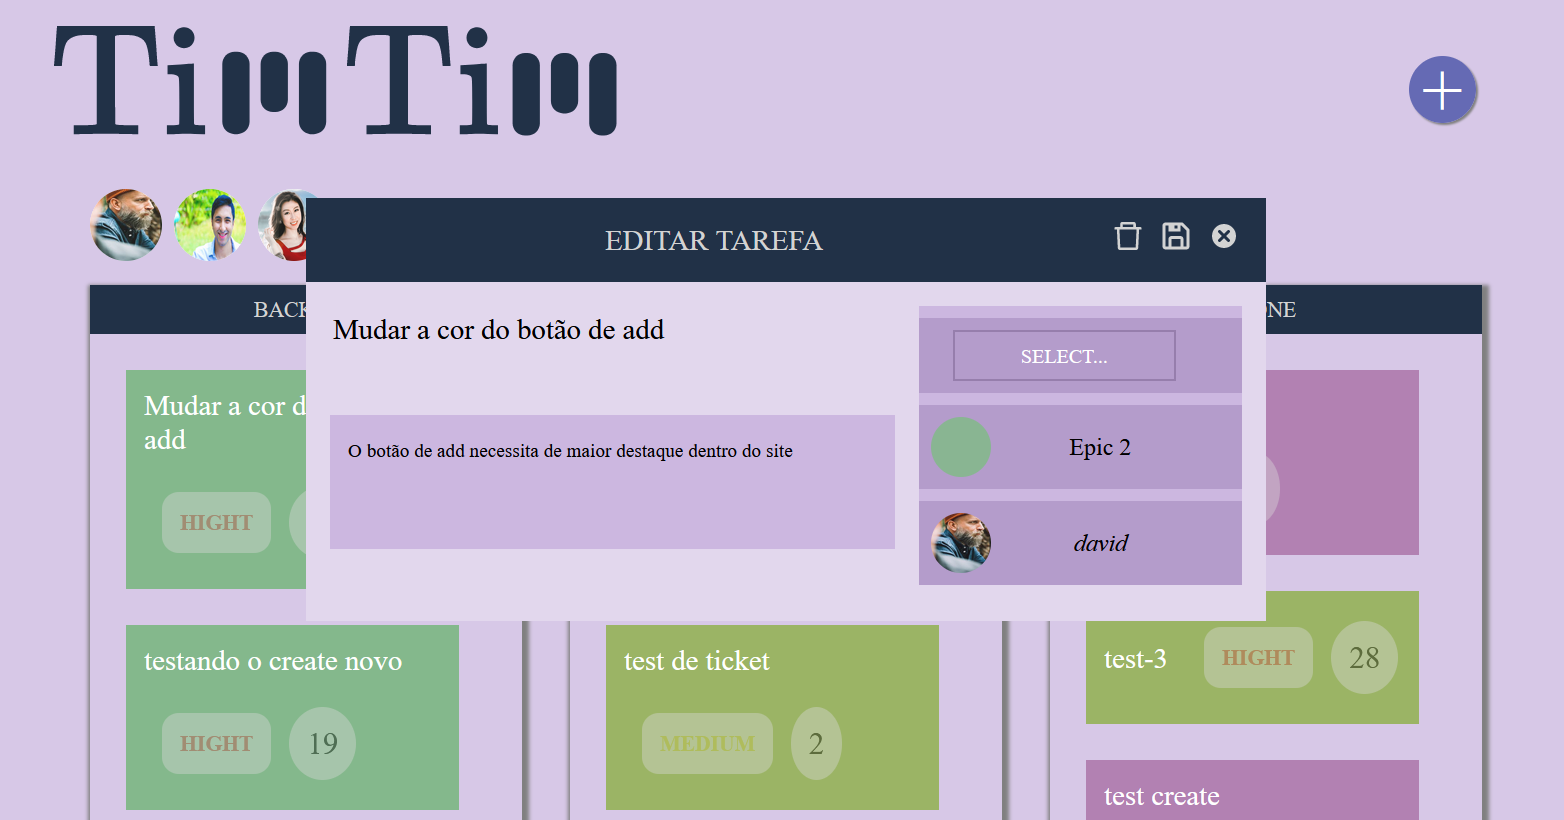 TimTim
EDITAR TAREFA
BACK
ONE
Mudar a cor do botão de add
SELECT...
O botão de add necessita de maior destaque dentro do site
Epic 2
david
Mudar a cor d
add
HIGHT
testando o create novo
HIGHT
19
test de ticket
MEDIUM
2
test-3
HIGHT
28
test create